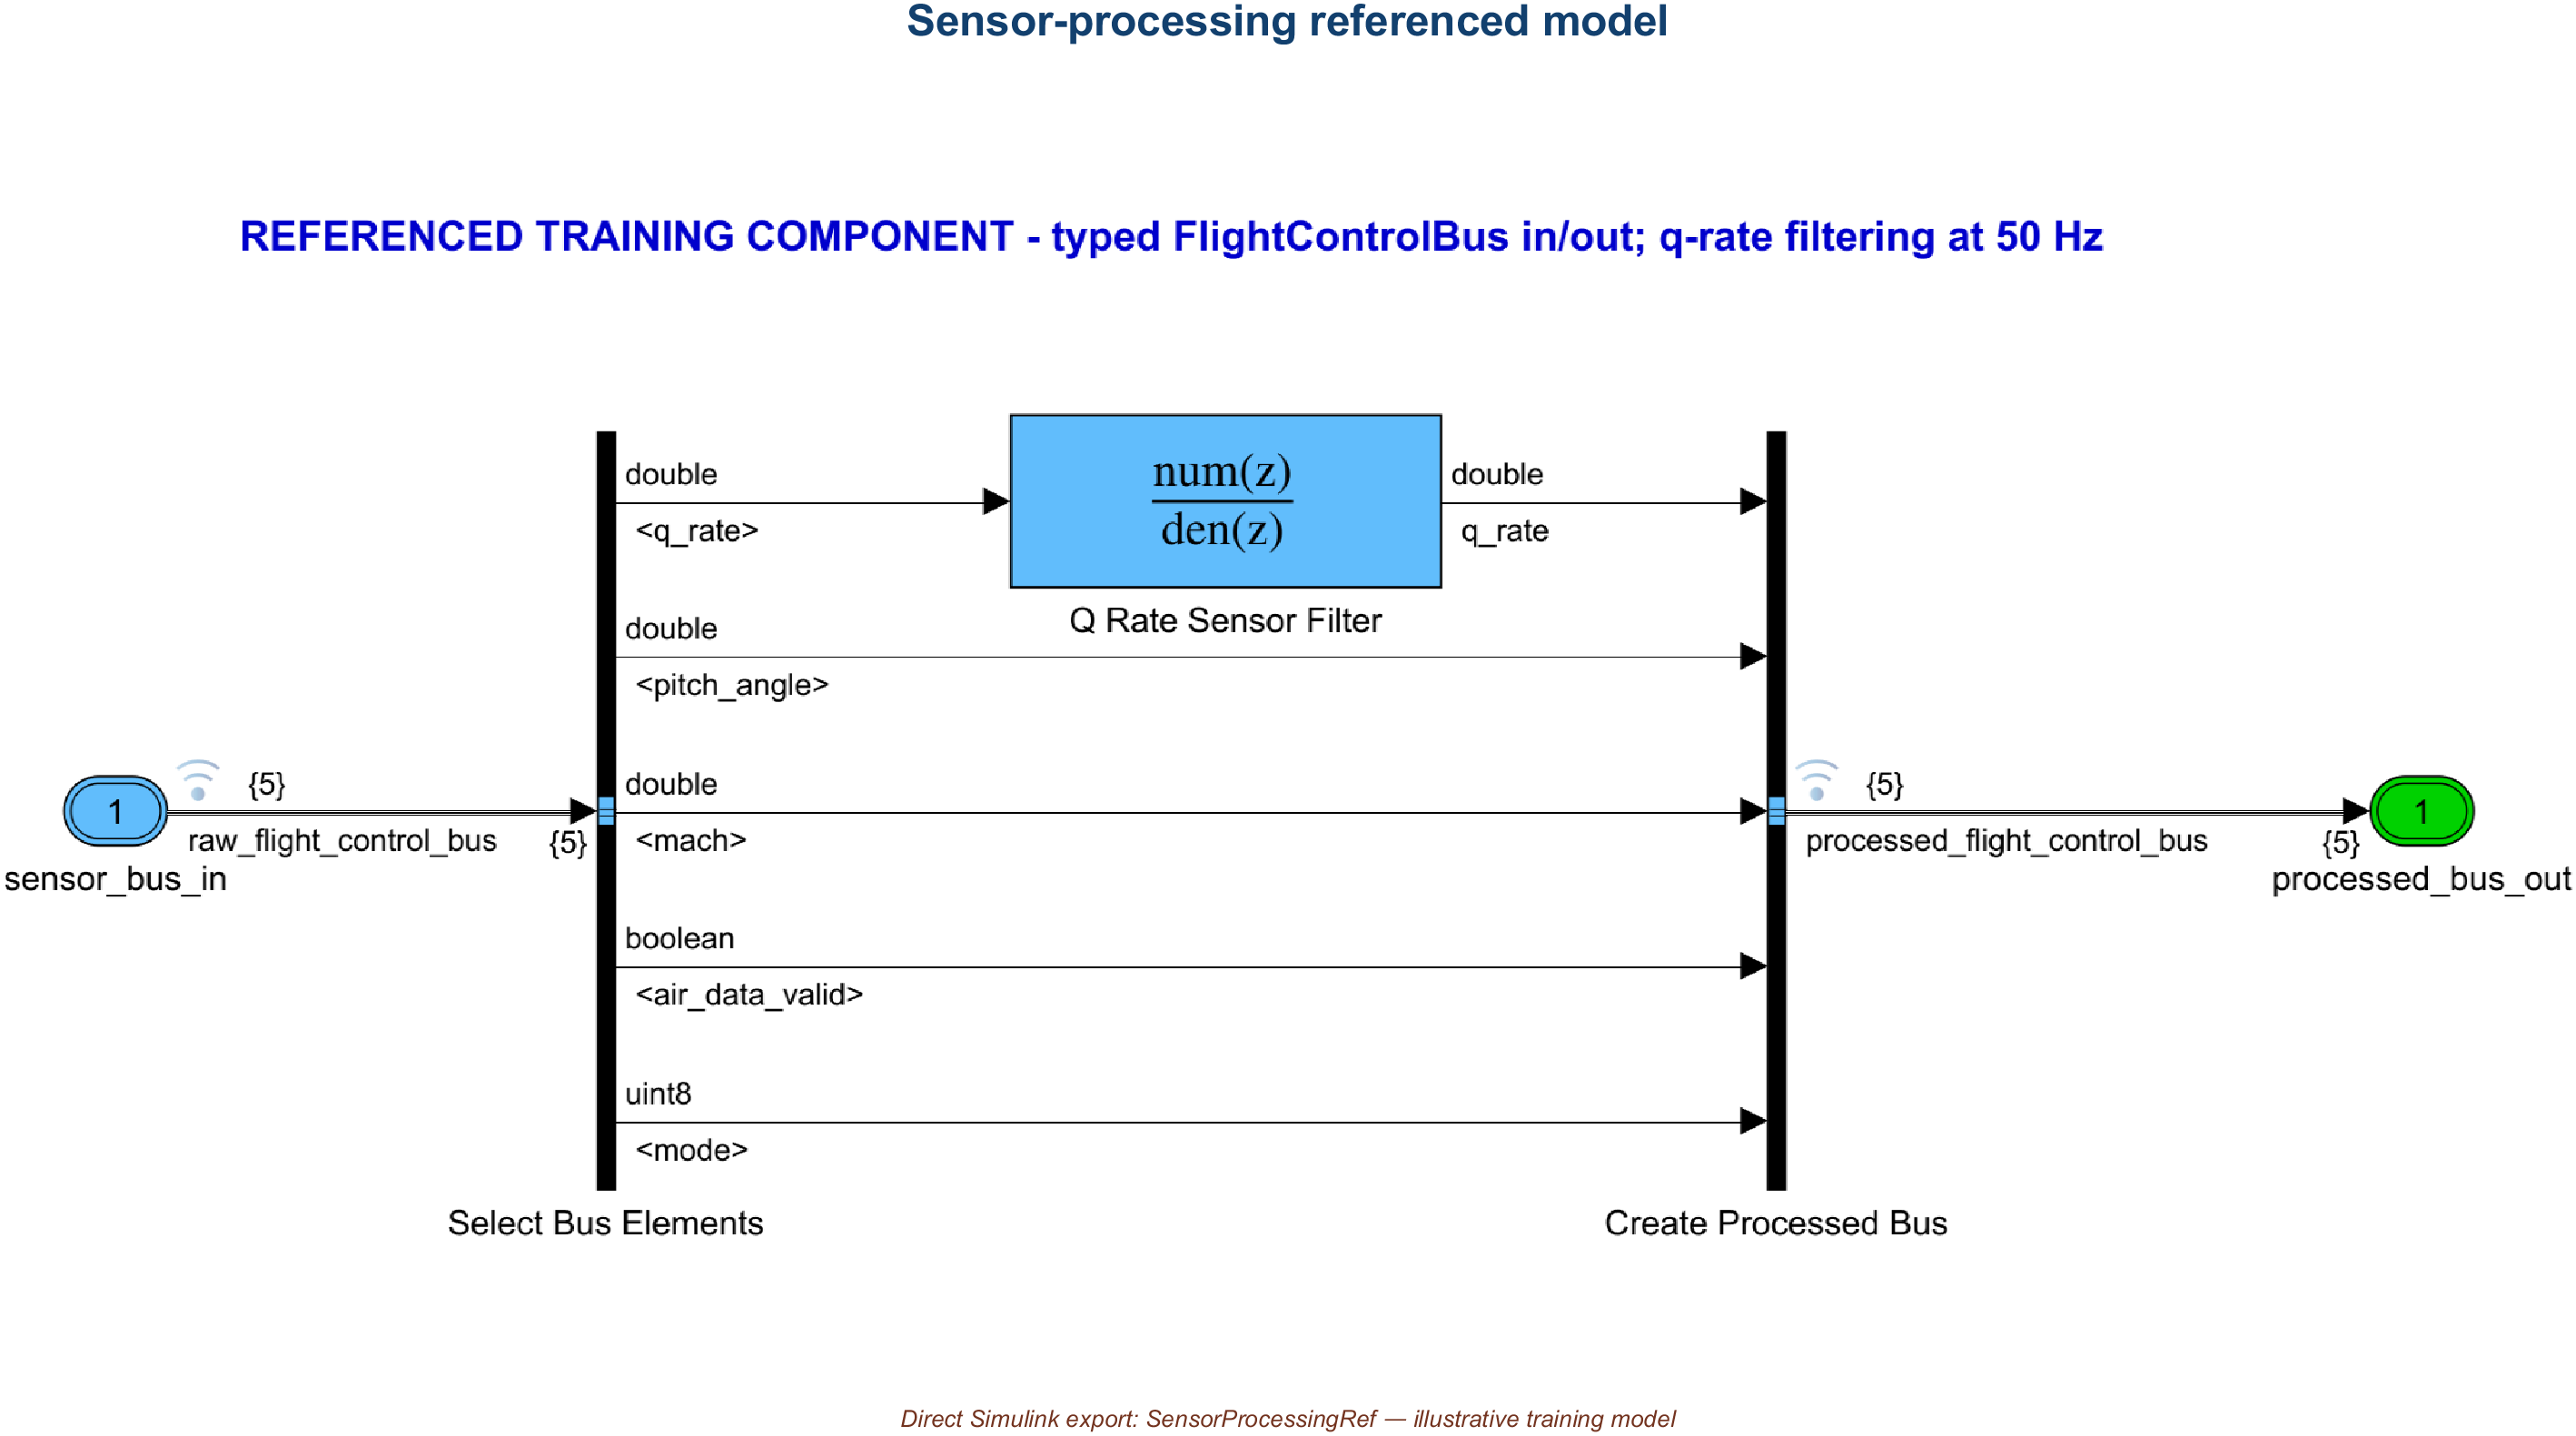 Sensor-processing referenced model
REFERENCED TRAINING COMPONENT - typed FlightControlBus in/out; q-rate filtering at 50 Hz
double
<q_rate>
num(z)
den(z)
double
q_rate
Q Rate Sensor Filter
double
<pitch_angle>
1
{5}
raw_flight_control_bus
{5}
sensor_bus_in
double
<mach>
{5}
processed_flight_control_bus
{5}
1
processed_bus_out
boolean
<air_data_valid>
uint8
<mode>
Select Bus Elements
Create Processed Bus
Direct Simulink export: SensorProcessingRef — illustrative training model